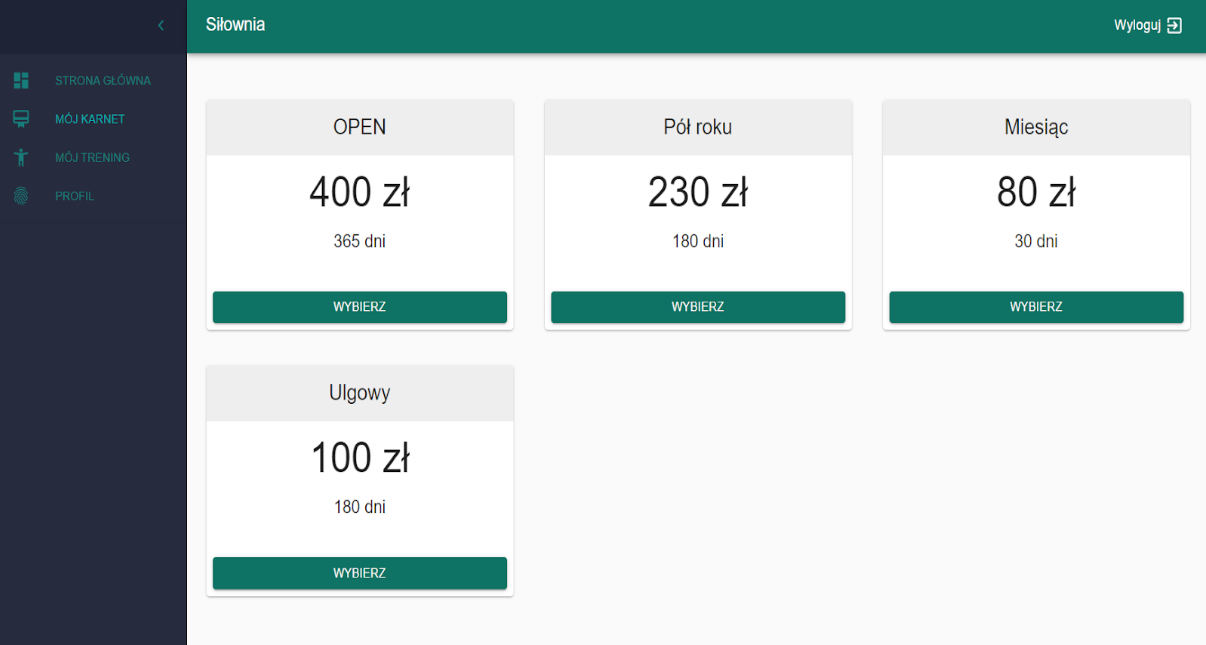 Siłownia
Wyloguj
STRONA GŁÓWNA
MÓJ KARNET
MÓJ TRENING
PROFIL
OPEN
400 zł
365 dni
WYBIERZ
Pół roku
230 zł
180 dni
WYBIERZ
Miesiąc
80 zł
30 dni
WYBIERZ
Ulgowy
100 zł
180 dni
WYBIERZ